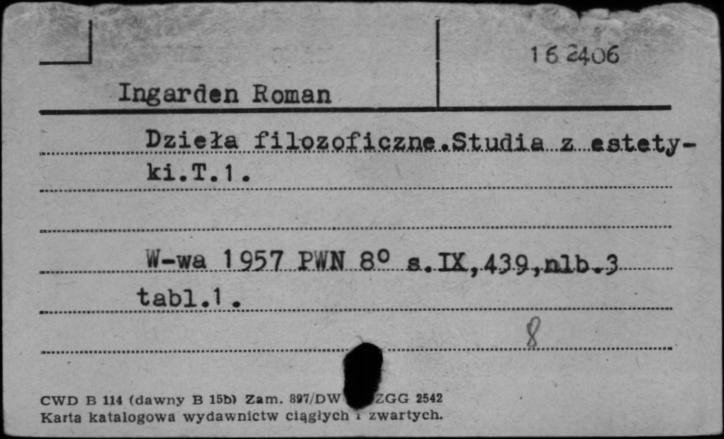 162406
Ingarden Roman
Dzieła filozoficzne.Studia z estety-
ki.T.1.
W-wa 1957 PWN 8° s.IX,439,nlb.3
tabl.1.
8
CWD B 114 (dawny B 15b) Zam. 897/DW ZGG 2542
Karta katalogowa wydawnictw ciągłych i zwartych.